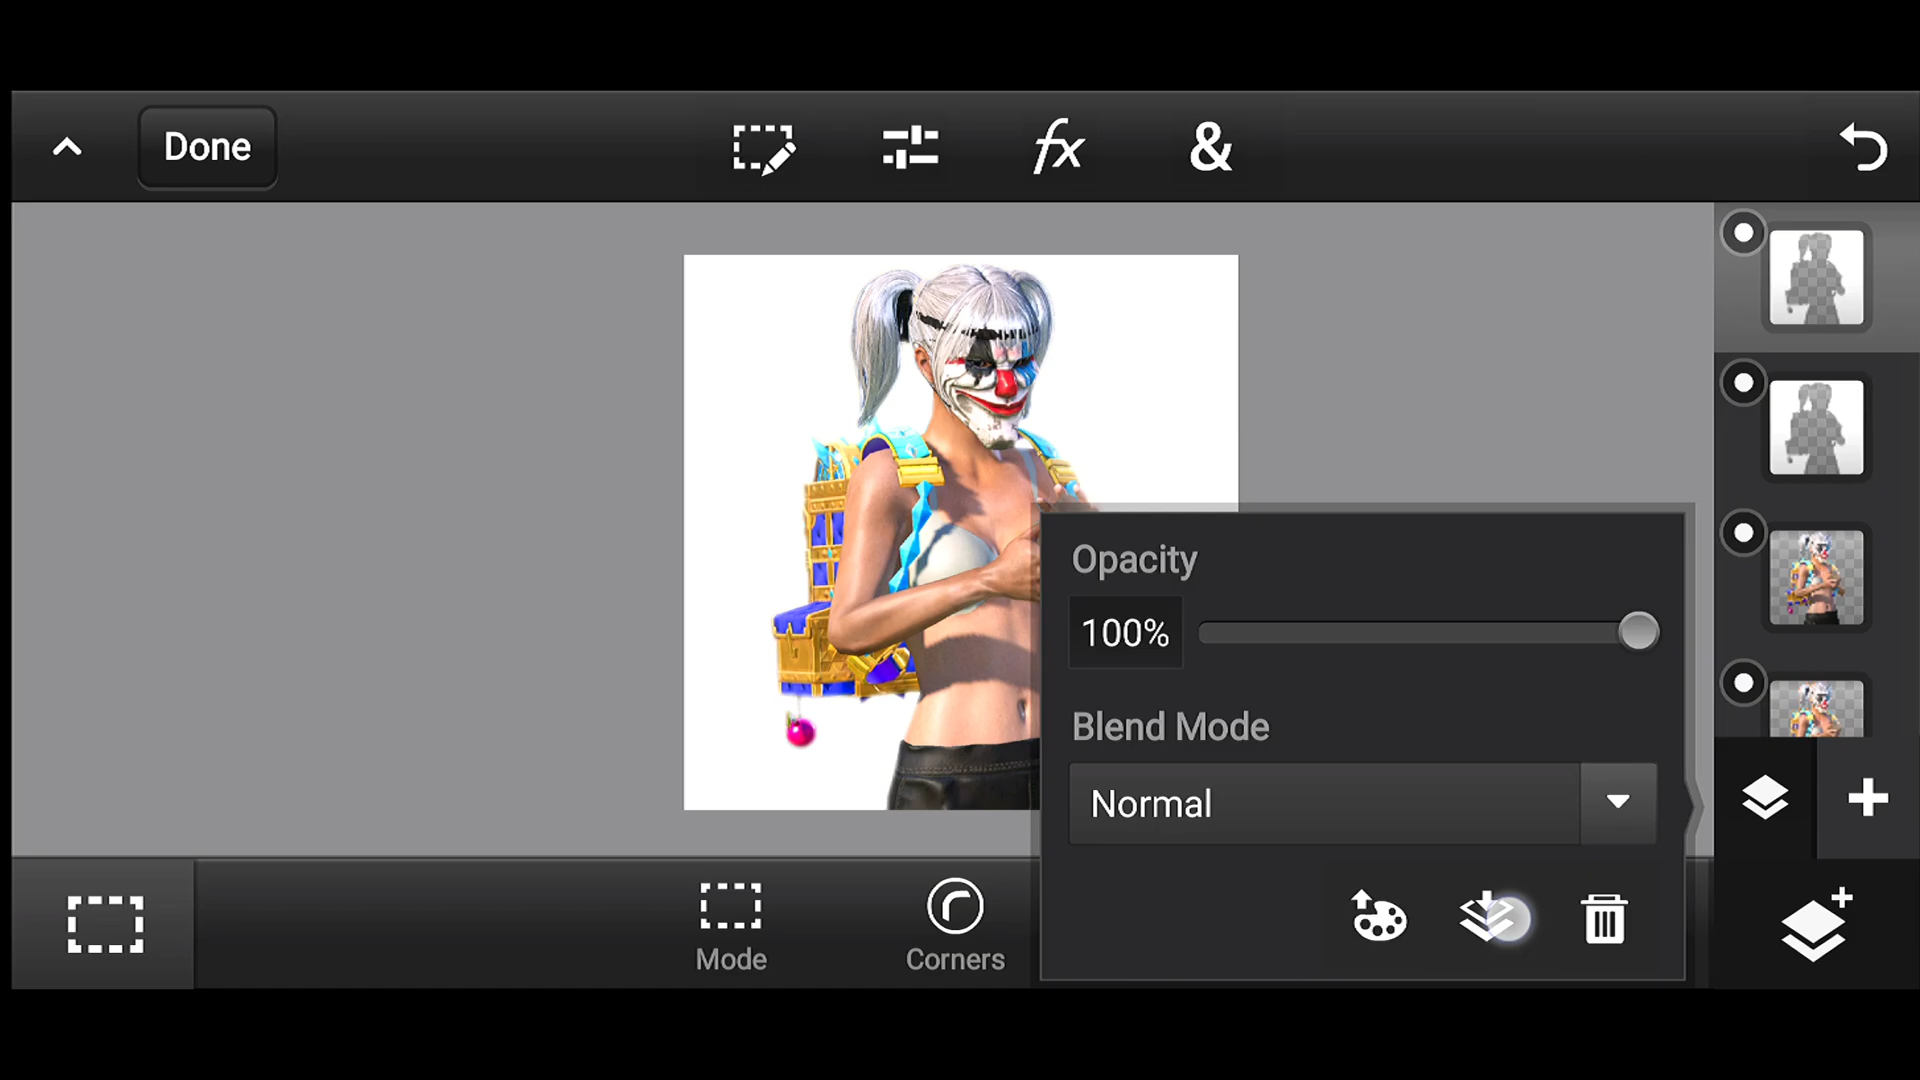 Done
fx
&
Opacity
100%
Blend Mode
Normal
Mode
Corners